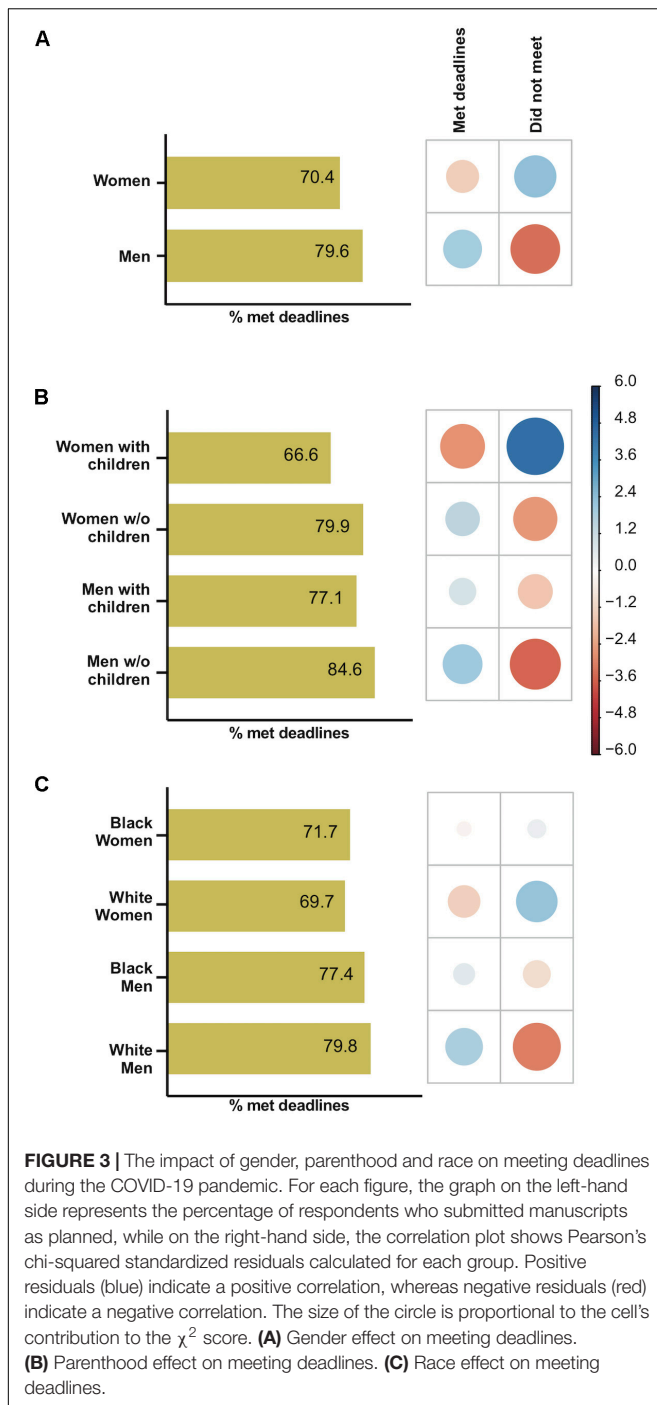 A
Met deadlines
Did not meet
Women
70.4
Men
79.6
% met deadlines
B
Women with
children
66.6
Women w/o
children
79.9
Men with
children
77.1
Men w/o
children
84.6
% met deadlines
6.0
4.8
3.6
2.4
1.2
0.0
−1.2
−2.4
−3.6
−4.8
−6.0
C
Black
Women
71.7
White
Women
69.7
Black
Men
77.4
White
Men
79.8
% met deadlines
FIGURE 3 | The impact of gender, parenthood and race on meeting deadlines
during the COVID-19 pandemic. For each figure, the graph on the left-hand
side represents the percentage of respondents who submitted manuscripts
as planned, while on the right-hand side, the correlation plot shows Pearson’s
chi-squared standardized residuals calculated for each group. Positive
residuals (blue) indicate a positive correlation, whereas negative residuals (red)
indicate a negative correlation. The size of the circle is proportional to the cell’s
contribution to the χ² score. (A) Gender effect on meeting deadlines.
(B) Parenthood effect on meeting deadlines. (C) Race effect on meeting
deadlines.